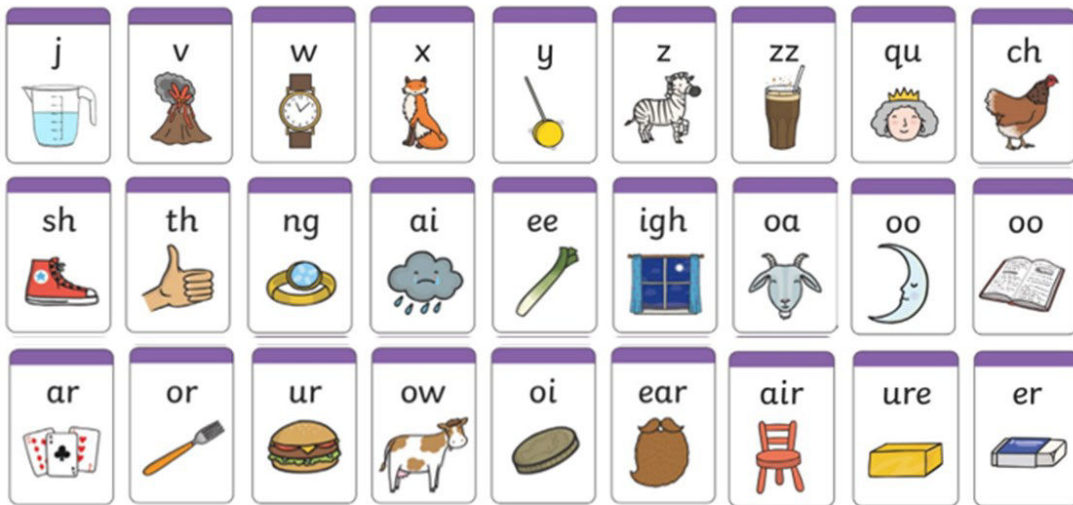 j v w x y z zz qu ch
sh th ng ai ee igh oa oo oo
ar or ur ow oi ear air ure er